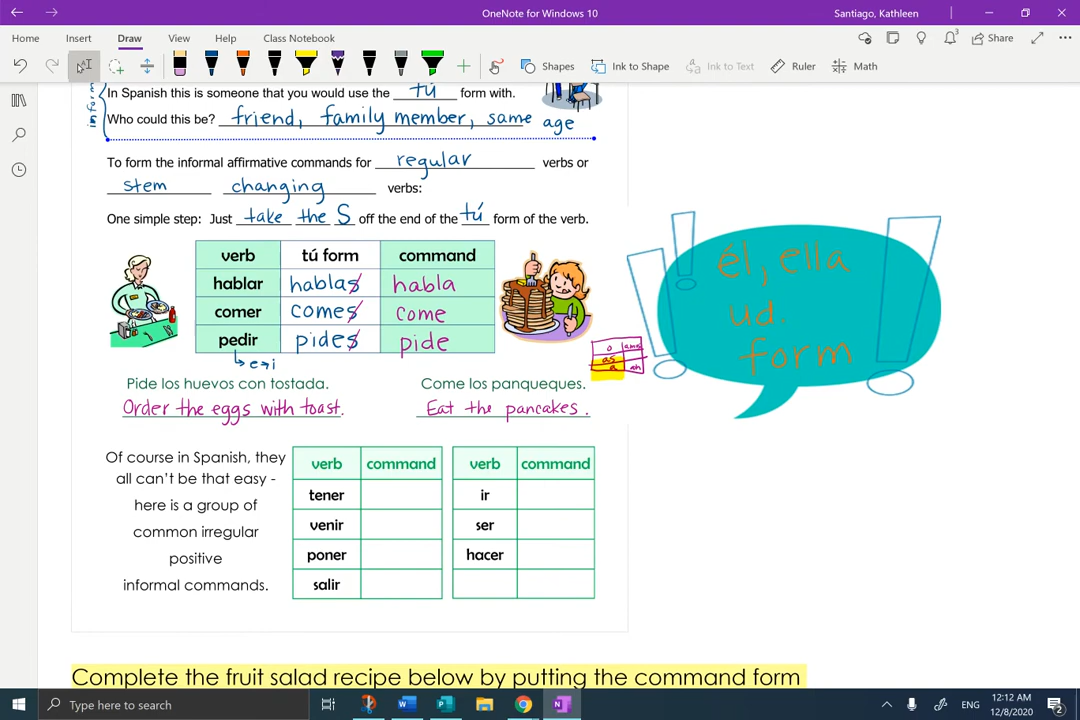 OneNote for Windows 10
Santiago, Kathleen
Home Insert Draw View Help Class Notebook
Share
Shapes Ink to Shape Ink to Text Ruler Math
In Spanish this is someone that you would use the tú form with.
inform
Who could this be? friend, family member, same age
To form the informal affirmative commands for regular verbs or
stem changing verbs:
One simple step: Just take the S off the end of the tú form of the verb.
verb tú form command
hablar hablas habla
comer comes come
pedir pides pide
e→i
o amos
as
a an
él, ella
ud.
form
Pide los huevos con tostada. Come los panqueques.
Order the eggs with toast. Eat the pancakes.
Of course in Spanish, they
all can't be that easy -
here is a group of
common irregular
positive
informal commands.
verb command verb command
tener ir
venir ser
poner hacer
salir
Complete the fruit salad recipe below by putting the command form
Type here to search
ENG
12:12 AM
12/8/2020
2